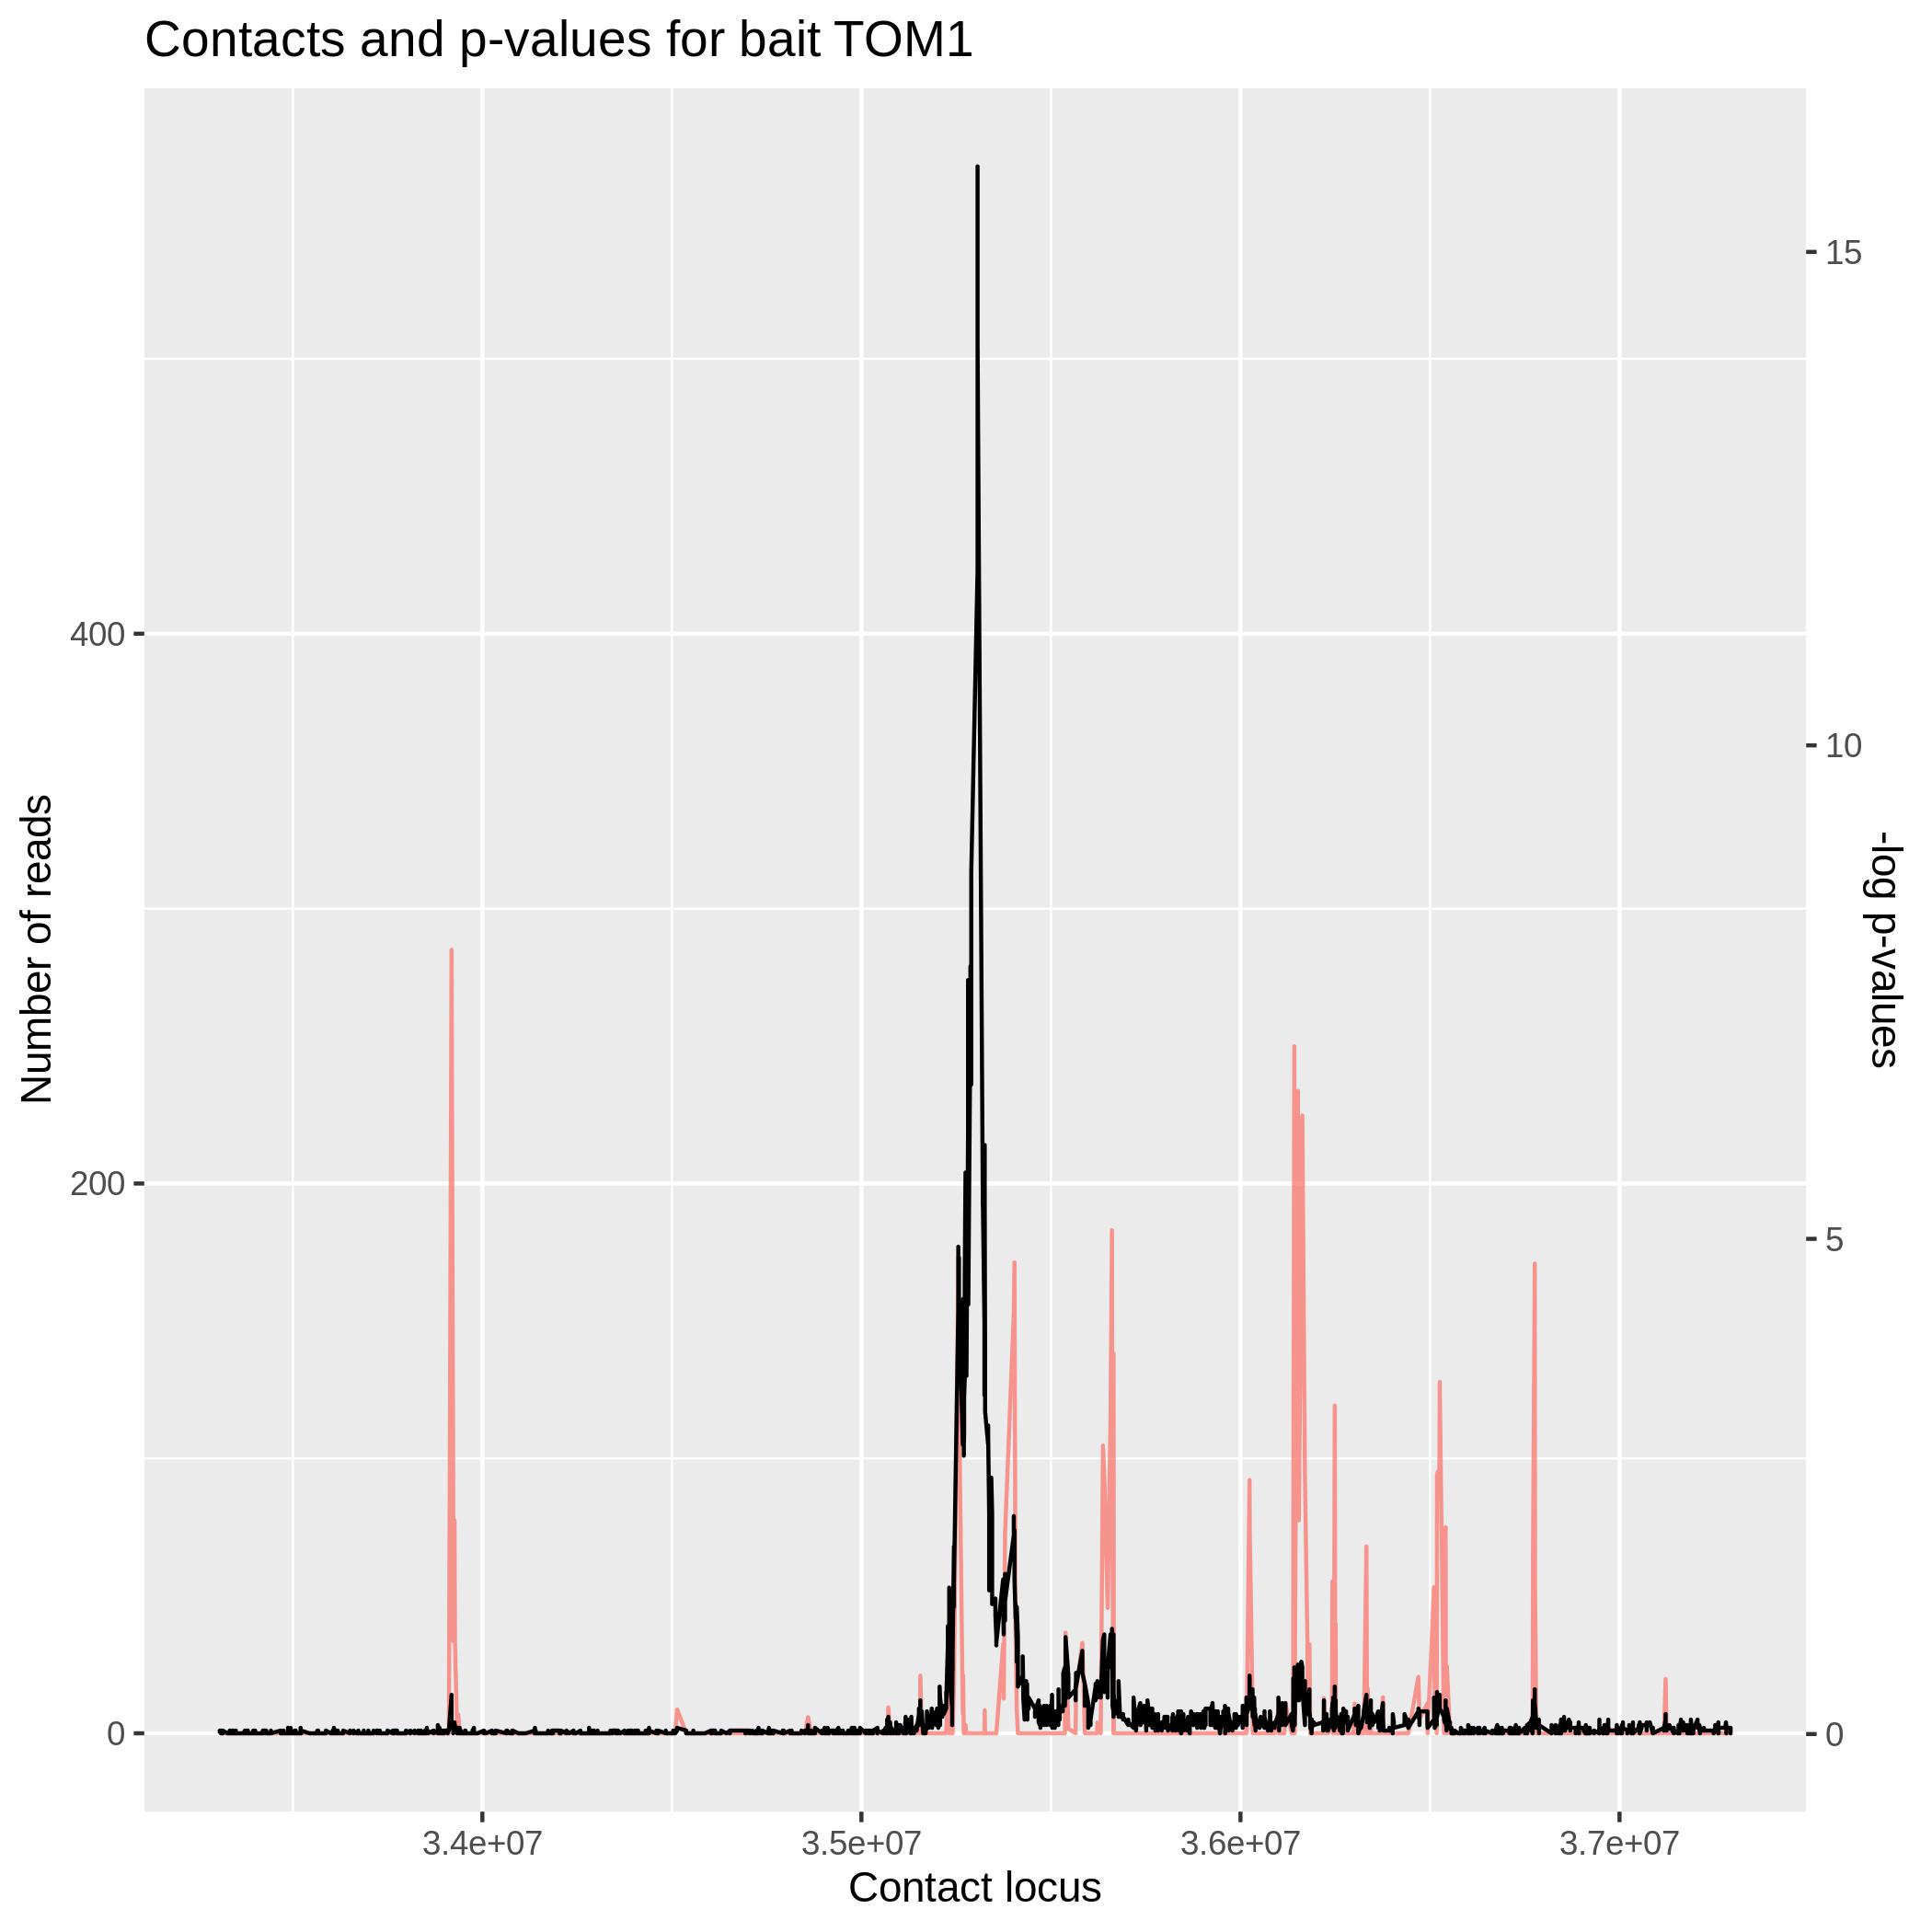 Contacts and p-values for bait TOM1
Number of reads
400
200
0
15
10
5
0
-log p-values
3.4e+07
3.5e+07
3.6e+07
3.7e+07
Contact locus